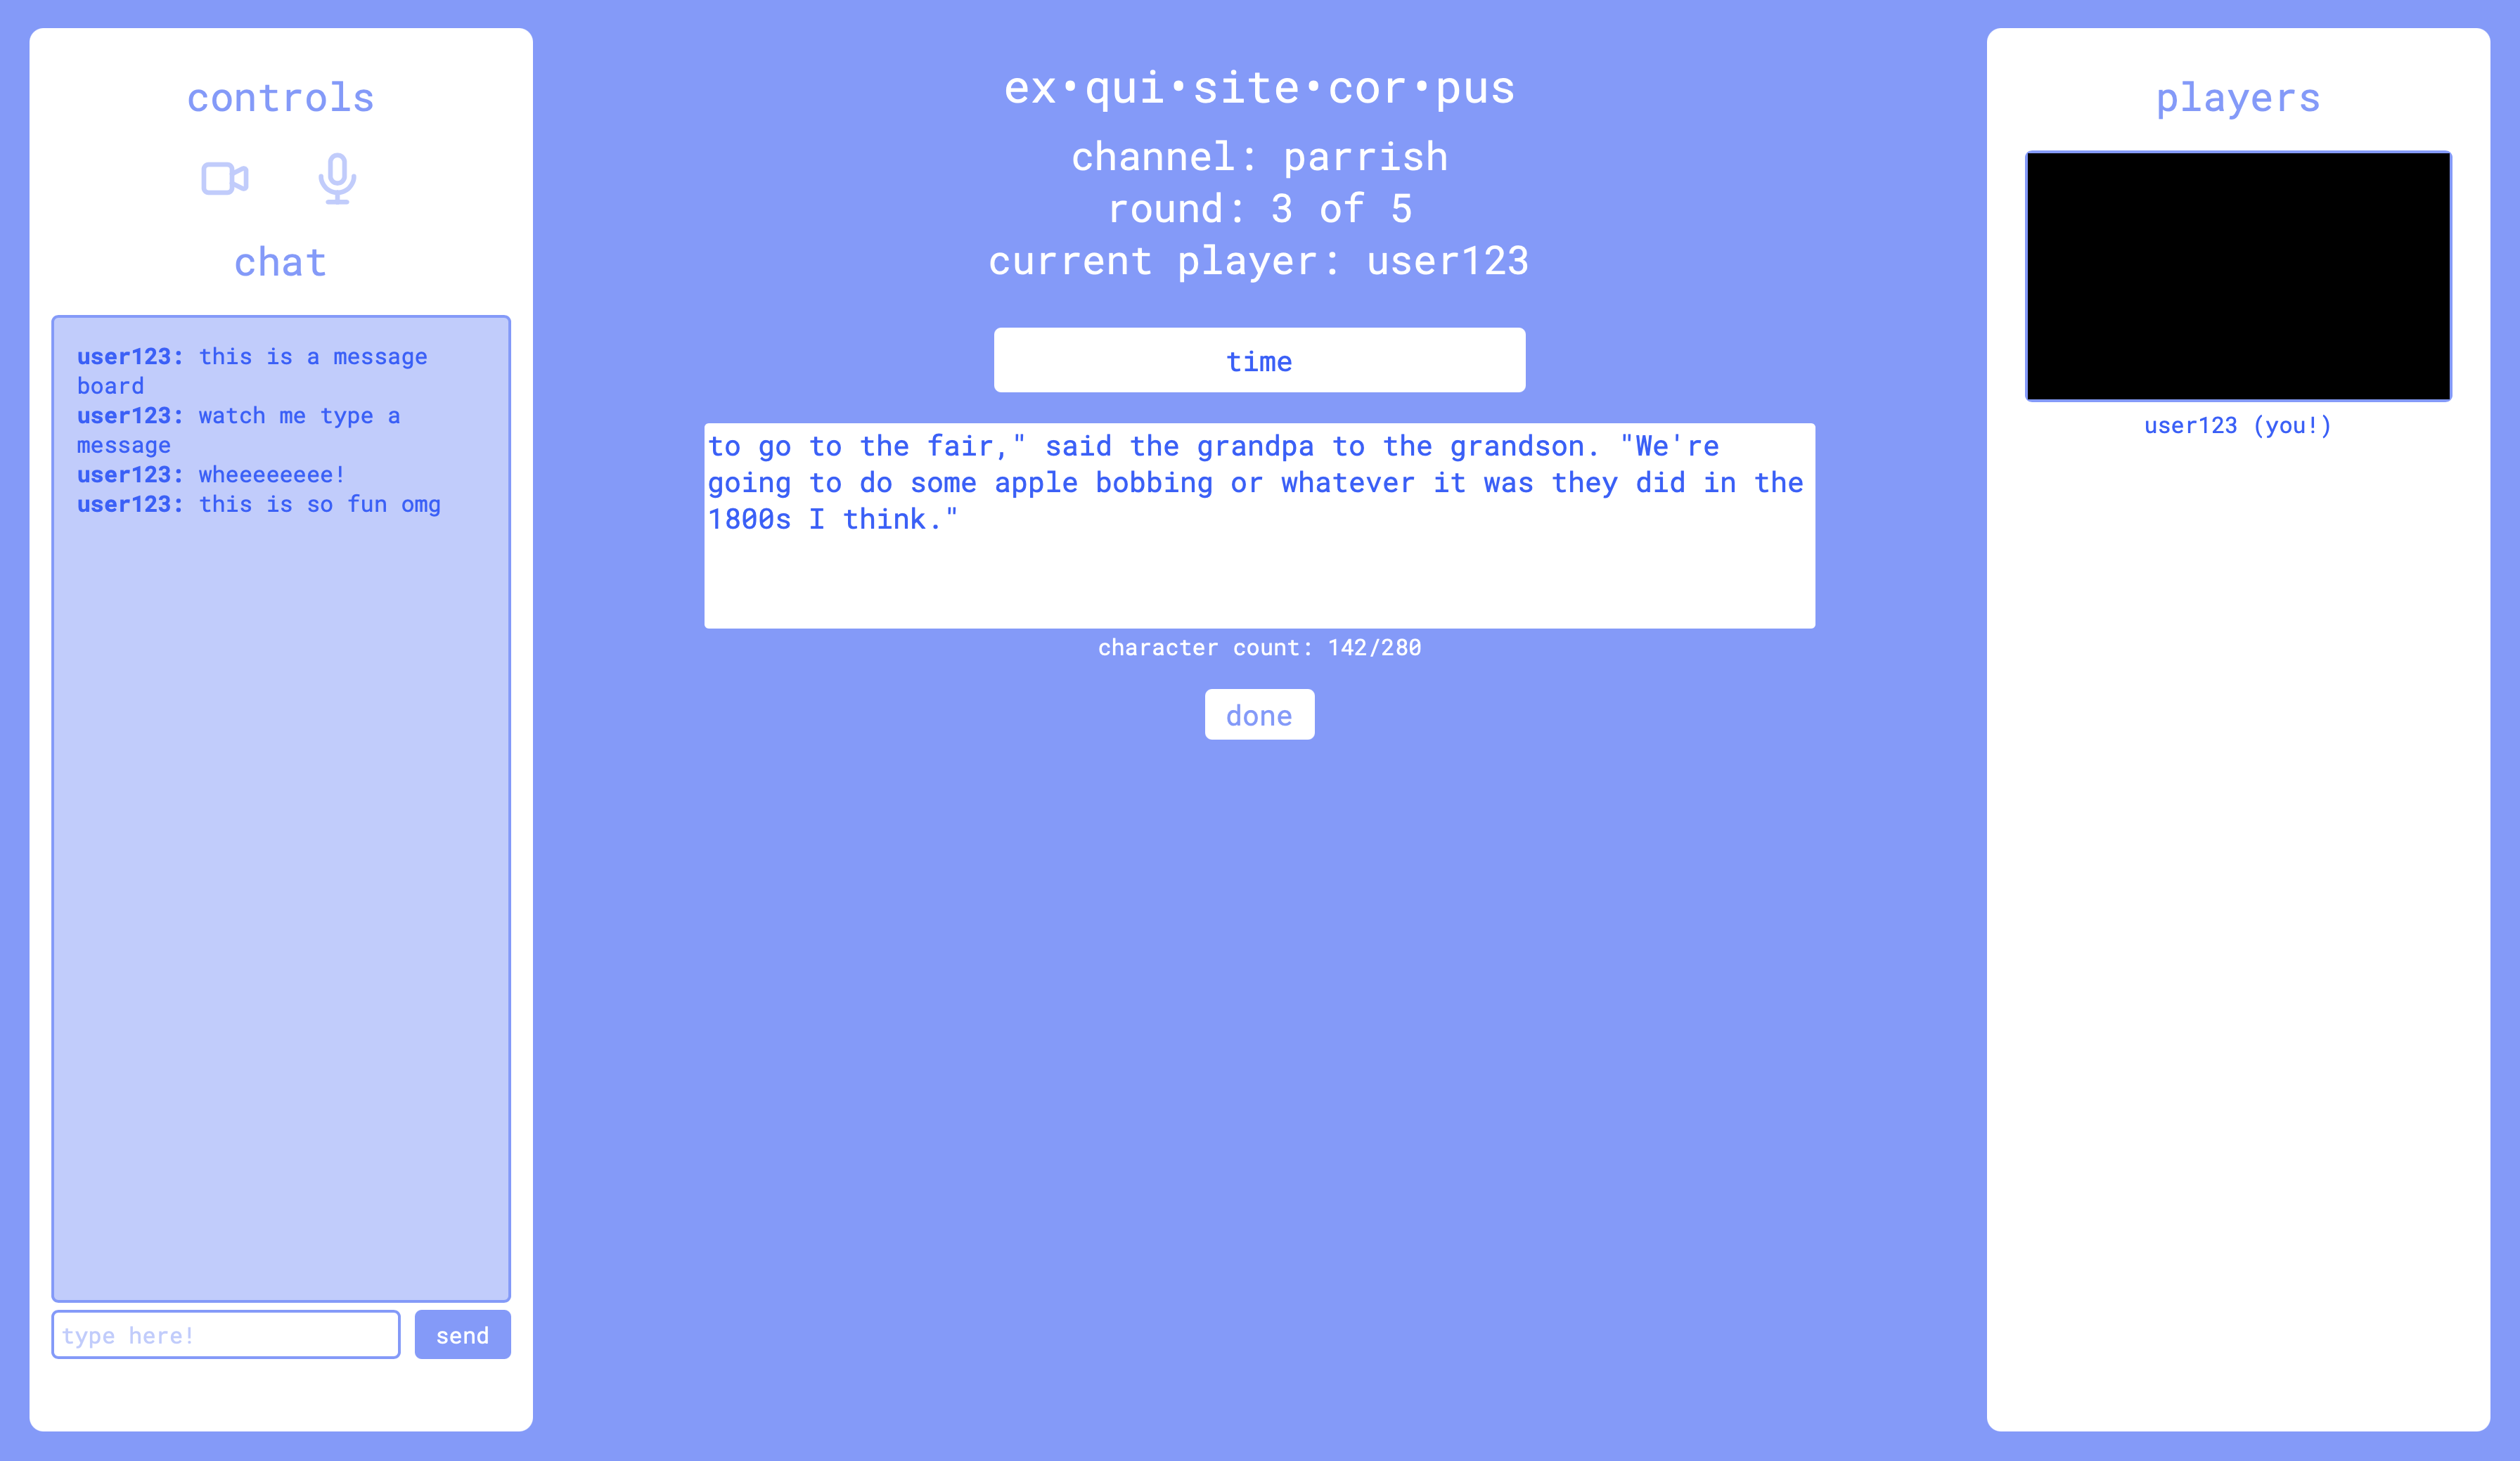 controls
chat
user123: this is a message
board
user123: watch me type a
message
user123: wheeeeeeee!
user123: this is so fun omg
type here!
send
ex•qui•site•cor•pus
channel: parrish
round: 3 of 5
current player: user123
time
to go to the fair," said the grandpa to the grandson. "We're
going to do some apple bobbing or whatever it was they did in the
1800s I think."
character count: 142/280
done
players
user123 (you!)